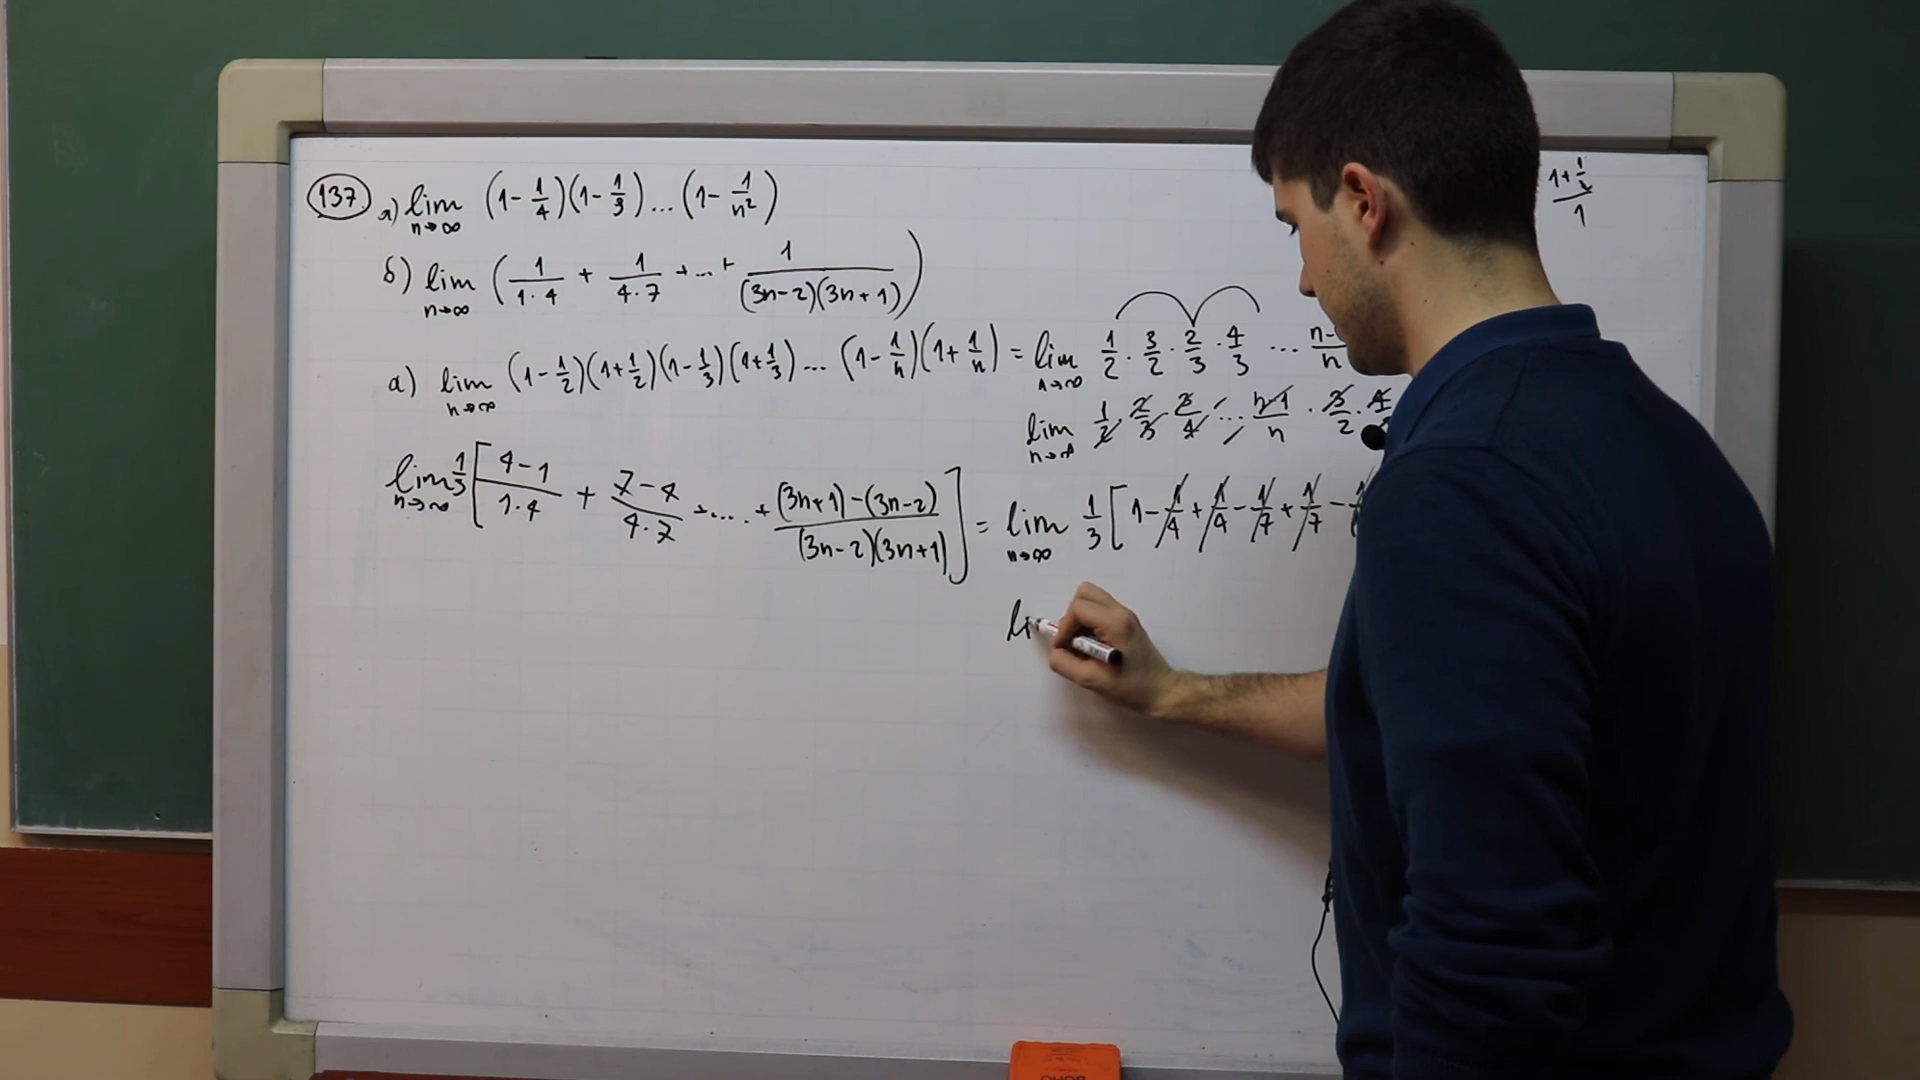 137. а) lim n→∞ (1 - 1/4)(1 - 1/3)...(1 - 1/n²)
1+1/2 / 1
б) lim n→∞ (1/1·4 + 1/4·7 + ... + 1/(3n-2)(3n+1))
а) lim n→∞ (1 - 1/2)(1 + 1/2)(1 - 1/3)(1 + 1/3)...(1 - 1/n)(1 + 1/n) = lim n→∞ 1/2 · 3/2 · 2/3 · 4/3 ... n-
lim n→∞ 1/2 · 2/3 · 3/4 · ... n-1/n · 3/2 · 4
lim n→∞ 1/3 [4-1/1·4 + 7-4/4·7 + ... + (3n+1)-(3n-2)/(3n-2)(3n+1)] = lim n→∞ 1/3 [1 - 1/4 + 1/4 - 1/7 + 1/7 -
li